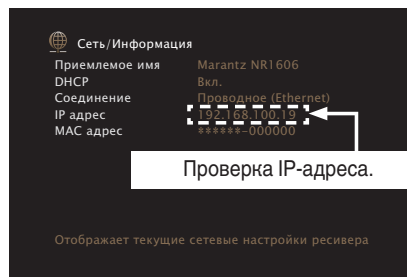 Сеть/Информация
Приемлемое имя Marantz NR1606
DHCP Вкл.
Соединение Проводное (Ethernet)
IP адрес 192.168.100.19
MAC адрес ******-000000
Проверка IP-адреса.
Отображает текущие сетевые настройки ресивера